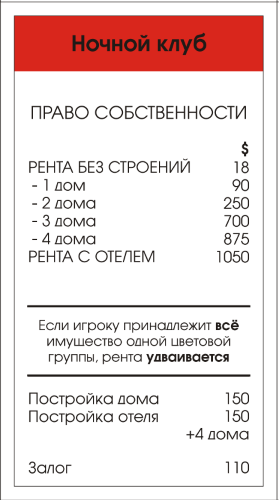 Ночной клуб
ПРАВО СОБСТВЕННОСТИ
$
РЕНТА БЕЗ СТРОЕНИЙ 18
- 1 дом 90
- 2 дома 250
- 3 дома 700
- 4 дома 875
РЕНТА С ОТЕЛЕМ 1050
Если игроку принадлежит всё
имущество одной цветовой
группы, рента удваивается
Постройка дома 150
Постройка отеля 150
+4 дома
Залог 110